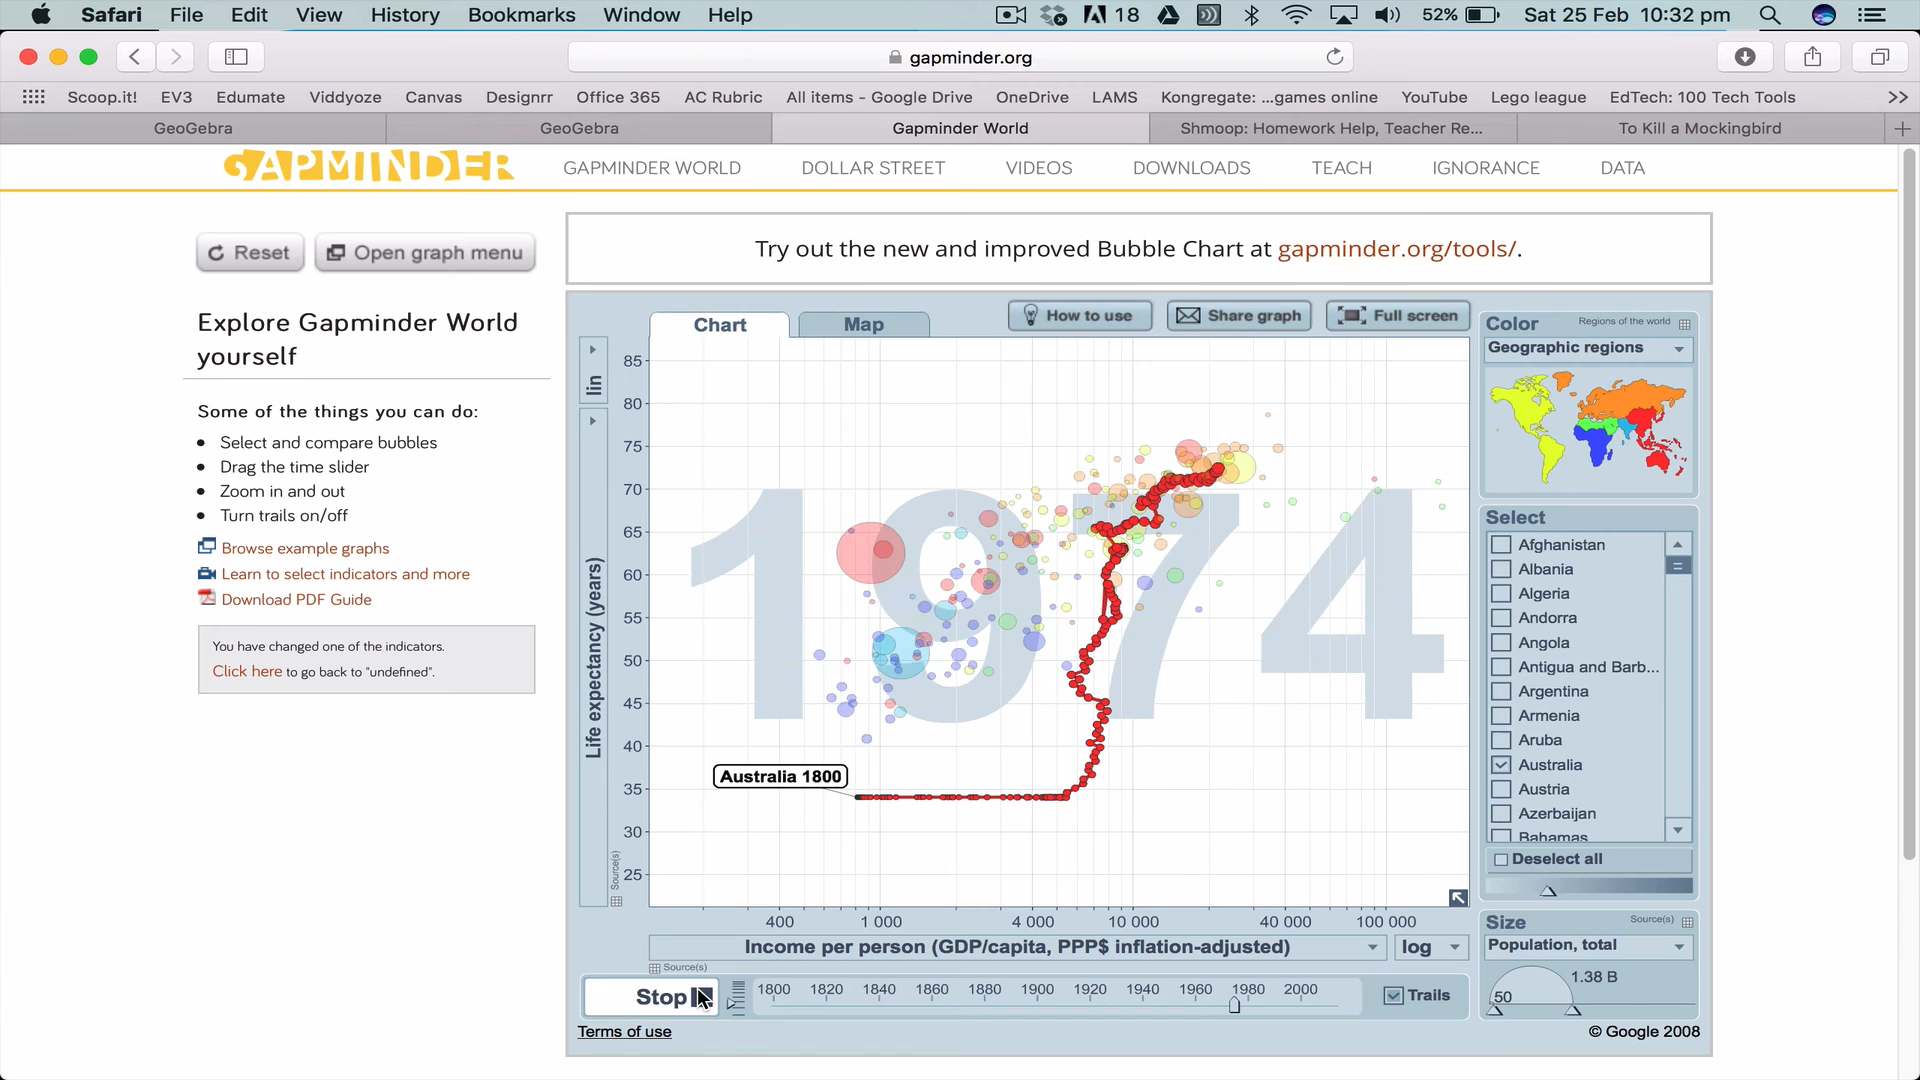 Safari File Edit View History Bookmarks Window Help 18 52% Sat 25 Feb 10:32 pm
gapminder.org
Scoop.it! EV3 Edumate Viddyoze Canvas Designrr Office 365 AC Rubric All items - Google Drive OneDrive LAMS Kongregate: ...games online YouTube Lego league EdTech: 100 Tech Tools
GeoGebra GeoGebra Gapminder World Shmoop: Homework Help, Teacher Re... To Kill a Mockingbird
GAPMINDER GAPMINDER WORLD DOLLAR STREET VIDEOS DOWNLOADS TEACH IGNORANCE DATA
Reset Open graph menu
Explore Gapminder World
yourself
Some of the things you can do:
Select and compare bubbles
Drag the time slider
Zoom in and out
Turn trails on/off
Browse example graphs
Learn to select indicators and more
Download PDF Guide
You have changed one of the indicators.
Click here to go back to "undefined".
Try out the new and improved Bubble Chart at gapminder.org/tools/.
Chart Map How to use Share graph Full screen
lin
Life expectancy (years)
Source(s)
85
80
75
70
65
60
55
50
45
40
35
30
25
1974
Australia 1800
400 1 000 4 000 10 000 40 000 100 000
Income per person (GDP/capita, PPP$ inflation-adjusted) log
Source(s)
Stop 1800 1820 1840 1860 1880 1900 1920 1940 1960 1980 2000 Trails
Terms of use © Google 2008
Color Regions of the world
Geographic regions
Select
Afghanistan
Albania
Algeria
Andorra
Angola
Antigua and Barb...
Argentina
Armenia
Aruba
Australia
Austria
Azerbaijan
Bahamas
Deselect all
Size Source(s)
Population, total
1.38 B
50